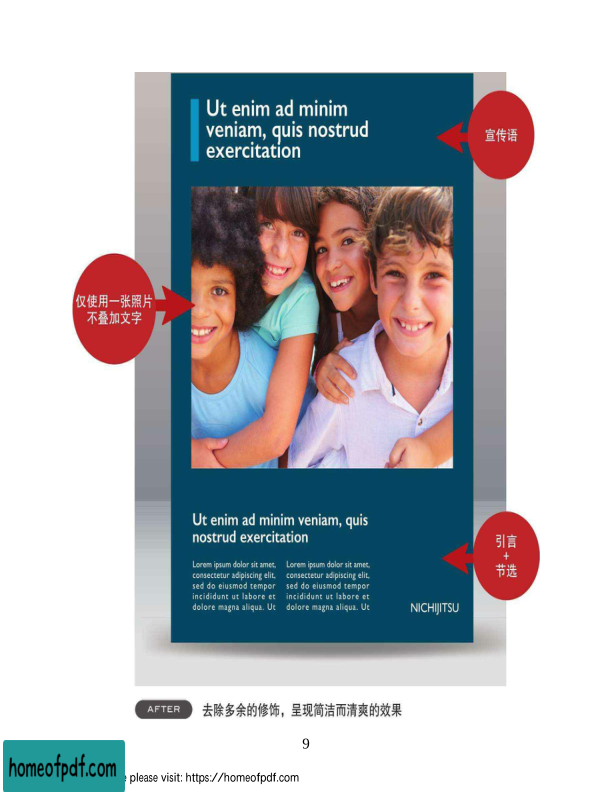 Ut enim ad minim
veniam, quis nostrud
exercitation
宣传语
仅使用一张照片
不叠加文字
Ut enim ad minim veniam, quis
nostrud exercitation
Lorem ipsum dolor sit amet,
consectetur adipiscing elit,
sed do eiusmod tempor
incididunt ut labore et
dolore magna aliqua. Ut
Lorem ipsum dolor sit amet,
consectetur adipiscing elit,
sed do eiusmod tempor
incididunt ut labore et
dolore magna aliqua. Ut
NICHIJITSU
引言
+
节选
AFTER 去除多余的修饰，呈现简洁而清爽的效果
9
homeofpdf.com
please visit: https://homeofpdf.com